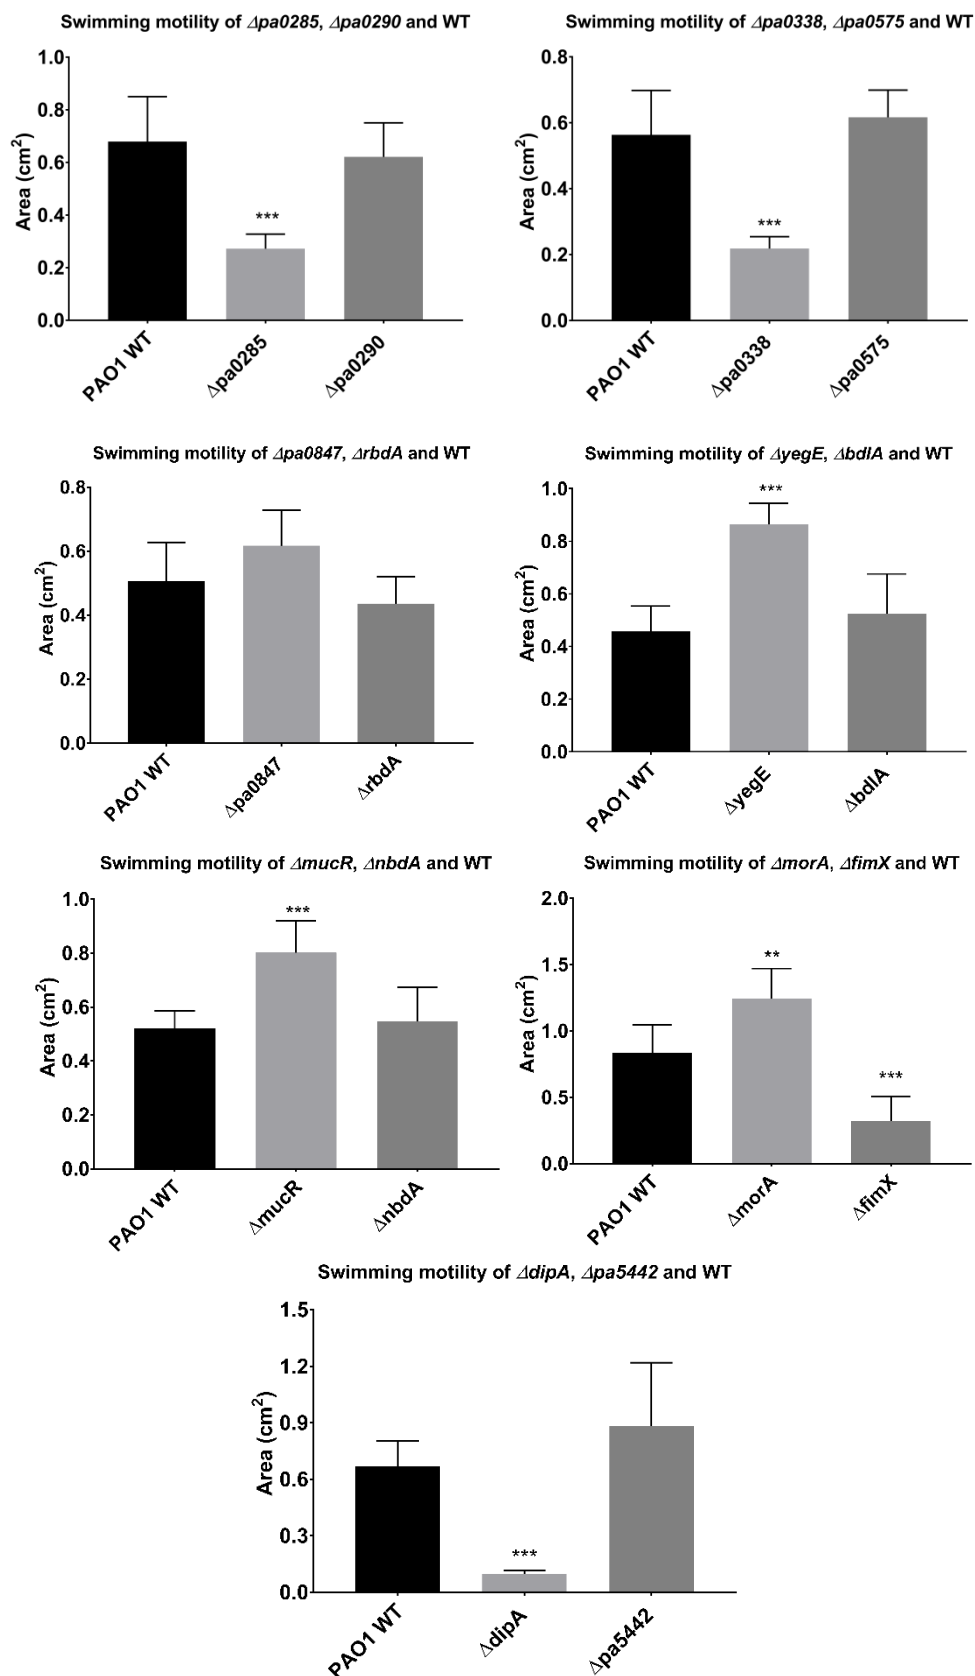 Swimming motility of Δpa0285, Δpa0290 and WT
Area (cm²)
1.0
0.8
0.6
0.4
0.2
0.0
***
PAO1 WT
Δpa0285
Δpa0290
Swimming motility of Δpa0338, Δpa0575 and WT
Area (cm²)
0.8
0.6
0.4
0.2
0.0
***
PAO1 WT
Δpa0338
Δpa0575
Swimming motility of Δpa0847, ΔrbdA and WT
Area (cm²)
0.8
0.6
0.4
0.2
0.0
PAO1 WT
Δpa0847
ΔrbdA
Swimming motility of ΔyegE, ΔbdlA and WT
Area (cm²)
1.0
0.8
0.6
0.4
0.2
0.0
***
PAO1 WT
ΔyegE
ΔbdlA
Swimming motility of ΔmucR, ΔnbdA and WT
Area (cm²)
1.0
0.8
0.6
0.4
0.2
0.0
***
PAO1 WT
ΔmucR
ΔnbdA
Swimming motility of ΔmorA, ΔfimX and WT
Area (cm²)
2.0
1.5
1.0
0.5
0.0
**
***
PAO1 WT
ΔmorA
ΔfimX
Swimming motility of ΔdipA, Δpa5442 and WT
Area (cm²)
1.5
1.2
0.9
0.6
0.3
0.0
***
PAO1 WT
ΔdipA
Δpa5442